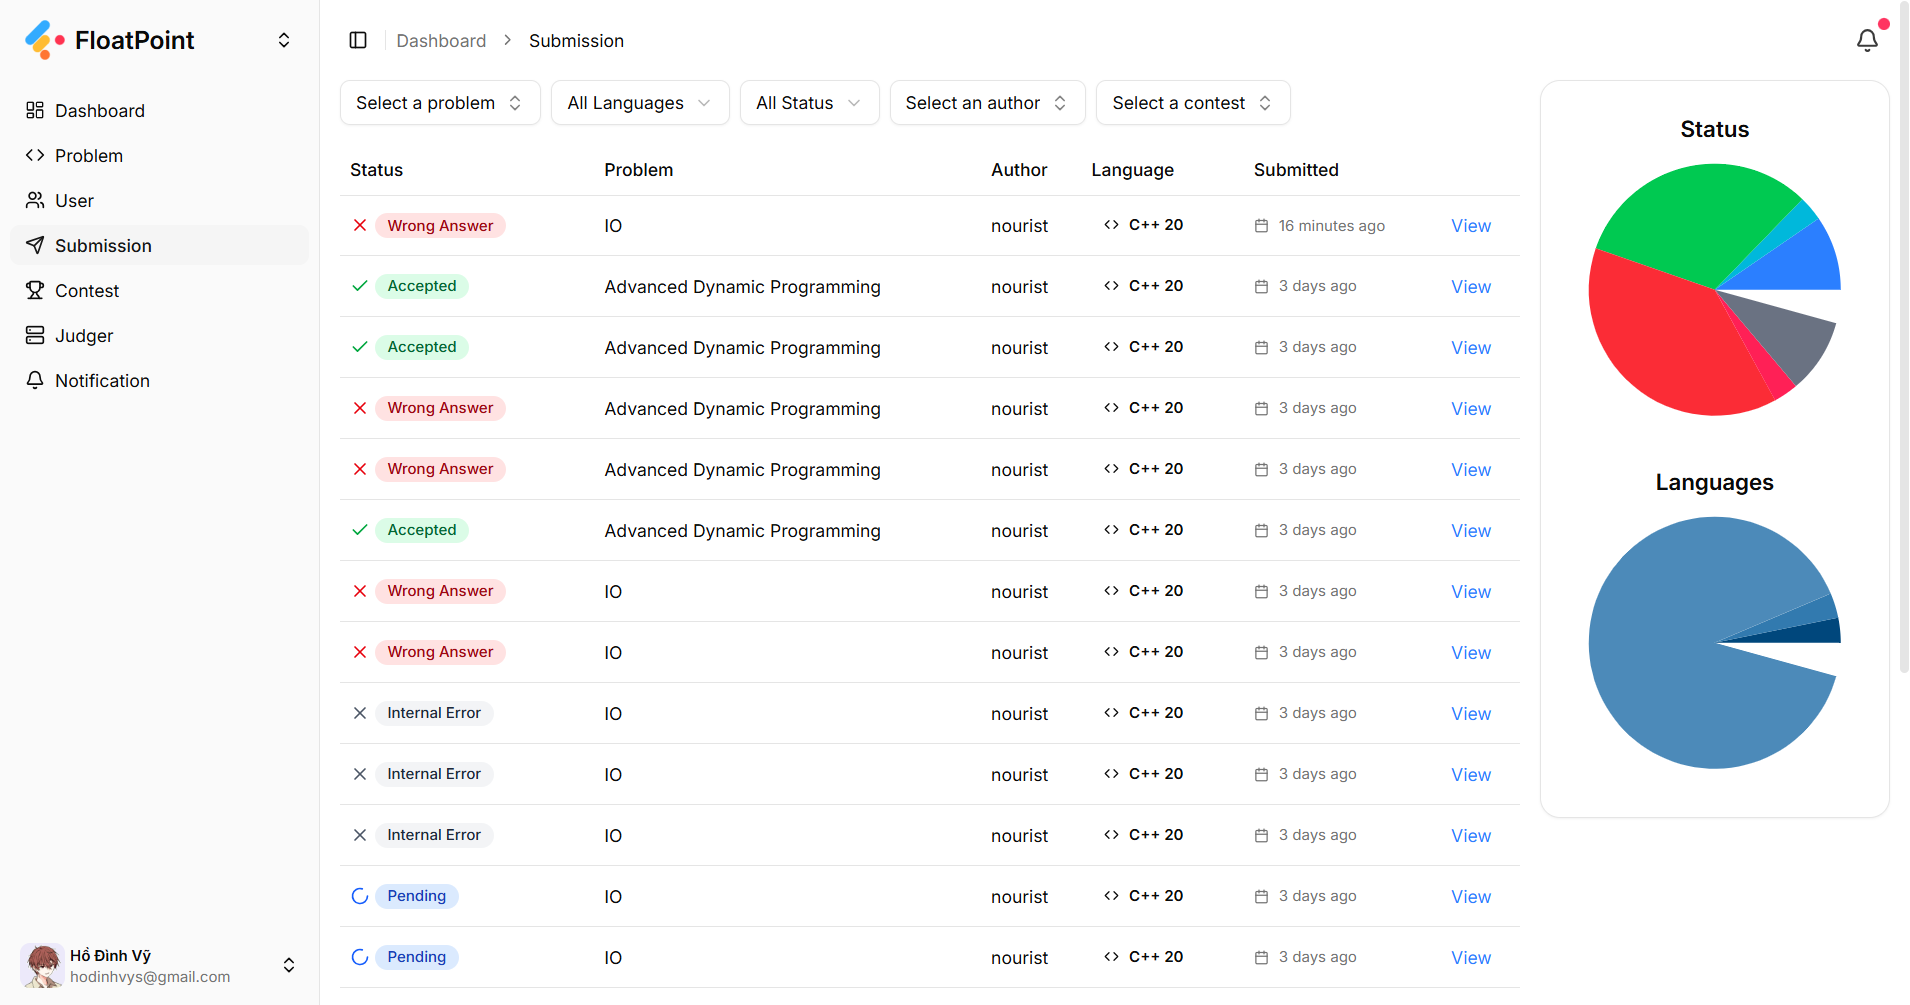 FloatPoint
Dashboard
Problem
User
Submission
Contest
Judger
Notification
Hồ Đình Vỹ
hodinhvys@gmail.com
Dashboard > Submission
Select a problem All Languages All Status Select an author Select a contest
Status Problem Author Language Submitted
Wrong Answer IO nourist C++ 20 16 minutes ago View
Accepted Advanced Dynamic Programming nourist C++ 20 3 days ago View
Accepted Advanced Dynamic Programming nourist C++ 20 3 days ago View
Wrong Answer Advanced Dynamic Programming nourist C++ 20 3 days ago View
Wrong Answer Advanced Dynamic Programming nourist C++ 20 3 days ago View
Accepted Advanced Dynamic Programming nourist C++ 20 3 days ago View
Wrong Answer IO nourist C++ 20 3 days ago View
Wrong Answer IO nourist C++ 20 3 days ago View
Internal Error IO nourist C++ 20 3 days ago View
Internal Error IO nourist C++ 20 3 days ago View
Internal Error IO nourist C++ 20 3 days ago View
Pending IO nourist C++ 20 3 days ago View
Pending IO nourist C++ 20 3 days ago View
Status
Languages